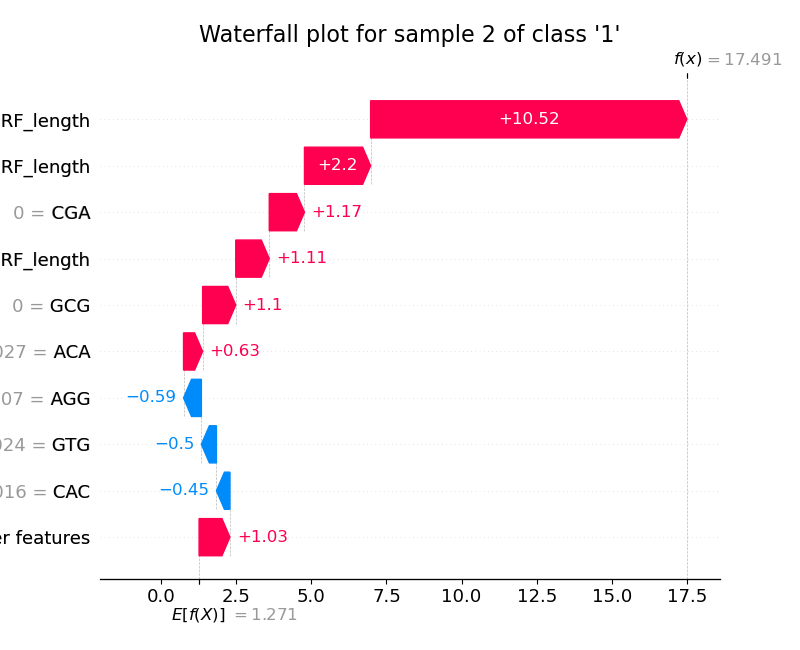 Waterfall plot for sample 2 of class '1'
f(x) = 17.491
RF_length +10.52
RF_length +2.2
0 = CGA +1.17
RF_length +1.11
0 = GCG +1.1
027 = ACA +0.63
07 = AGG −0.59
024 = GTG −0.5
016 = CAC −0.45
er features +1.03
0.0 2.5 5.0 7.5 10.0 12.5 15.0 17.5
E[f(X)] = 1.271